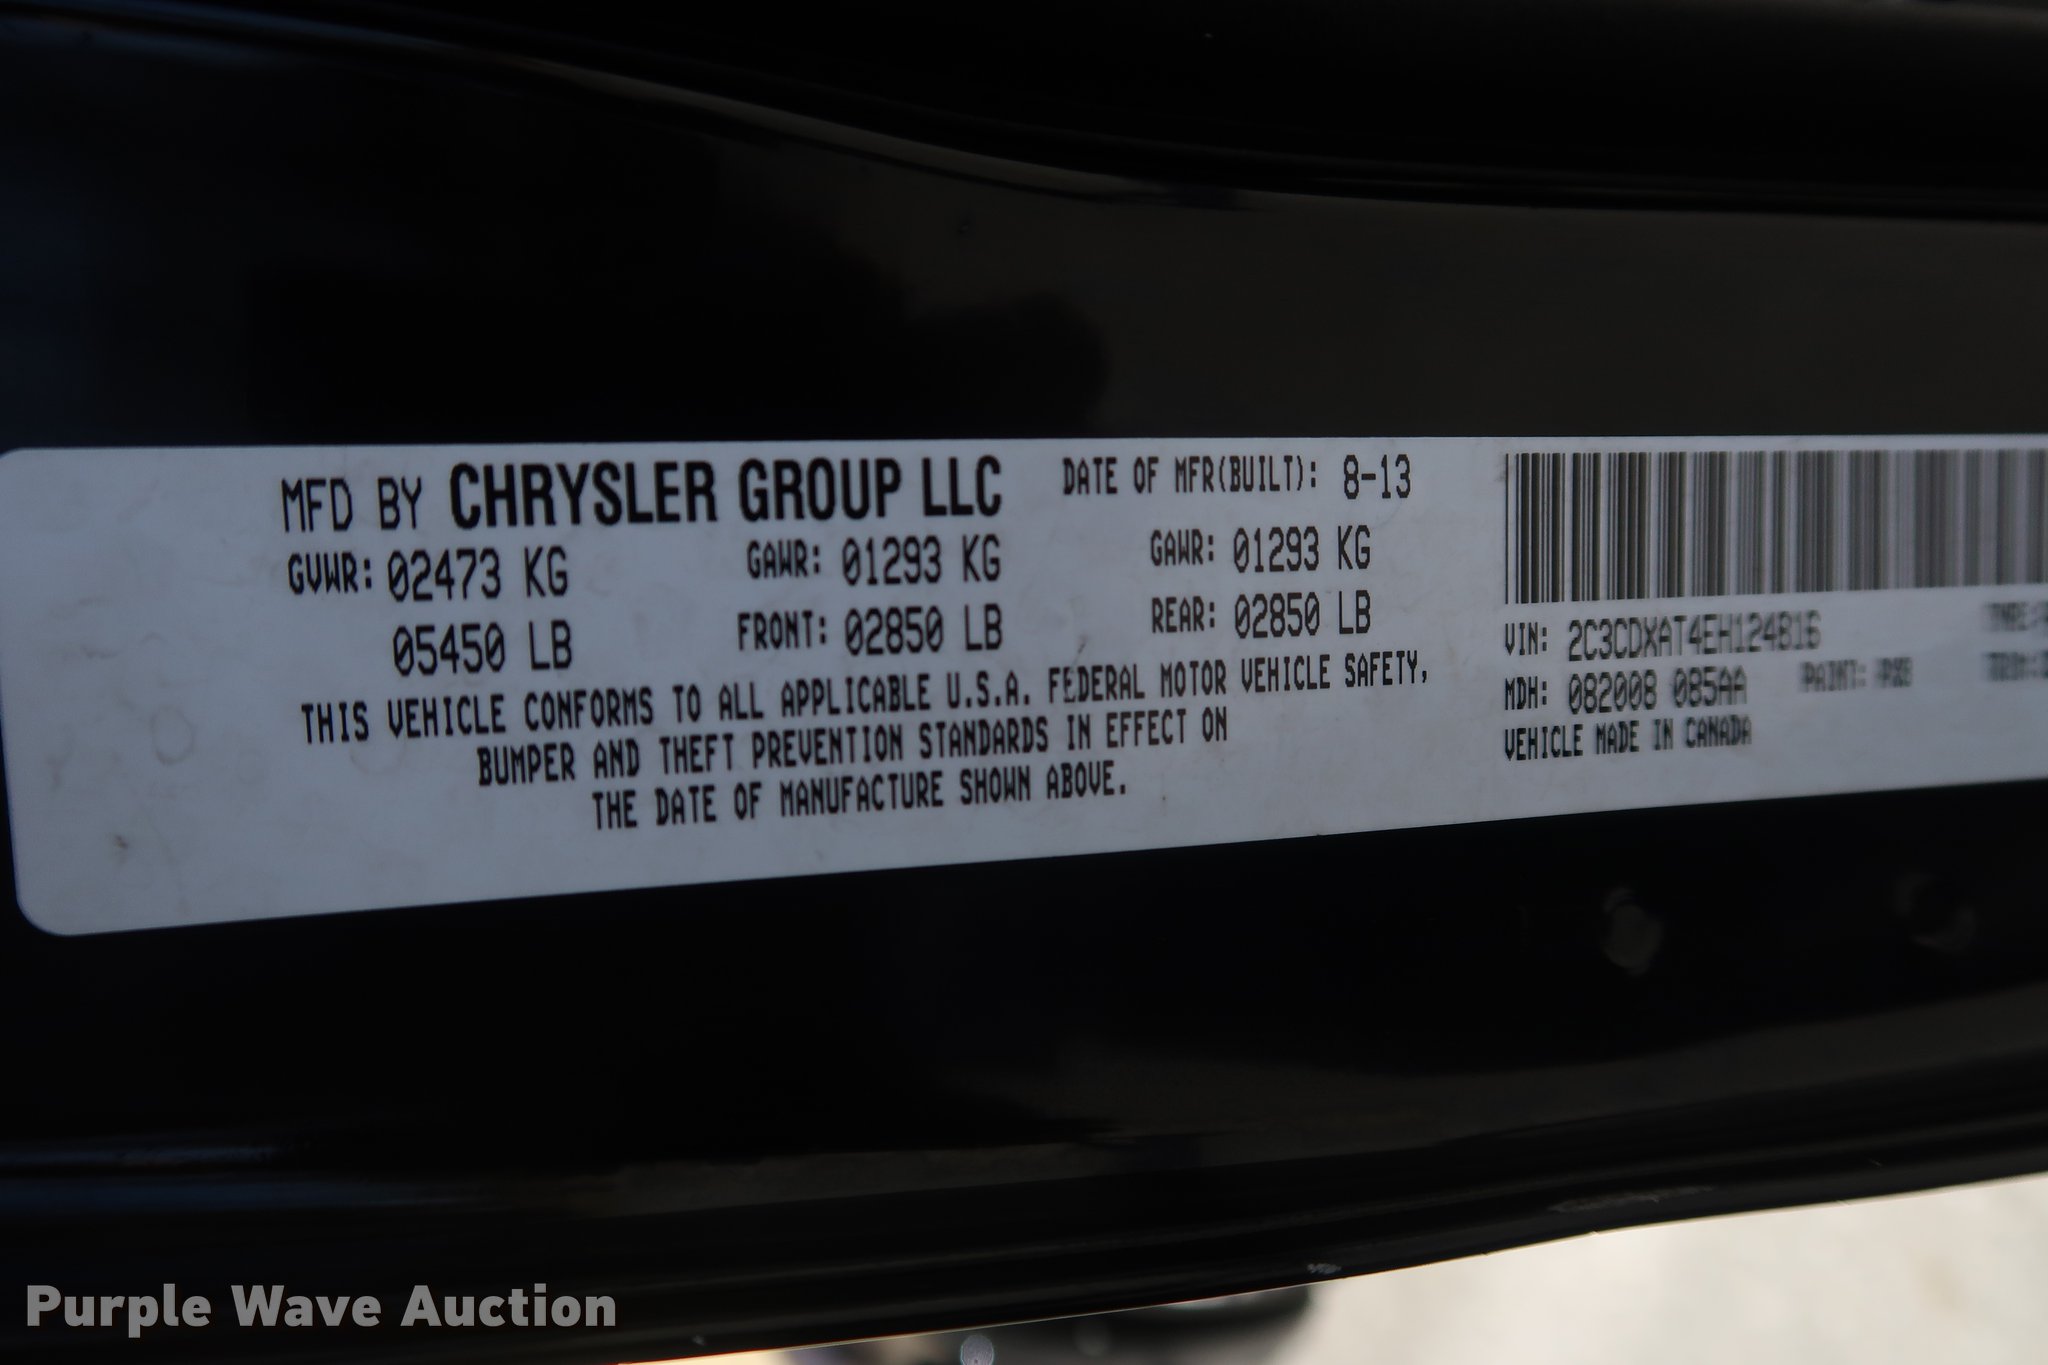 MFD BY CHRYSLER GROUP LLC DATE OF MFR(BUILT): 8-13
GVWR: 02473 KG GAWR: 01293 KG GAWR: 01293 KG
05450 LB FRONT: 02850 LB REAR: 02850 LB
THIS VEHICLE CONFORMS TO ALL APPLICABLE U.S.A. FEDERAL MOTOR VEHICLE SAFETY,
BUMPER AND THEFT PREVENTION STANDARDS IN EFFECT ON
THE DATE OF MANUFACTURE SHOWN ABOVE.
VIN: 2C3CDXAT4EH124816
MDH: 082008 085AA PAINT:
VEHICLE MADE IN CANADA
Purple Wave Auction